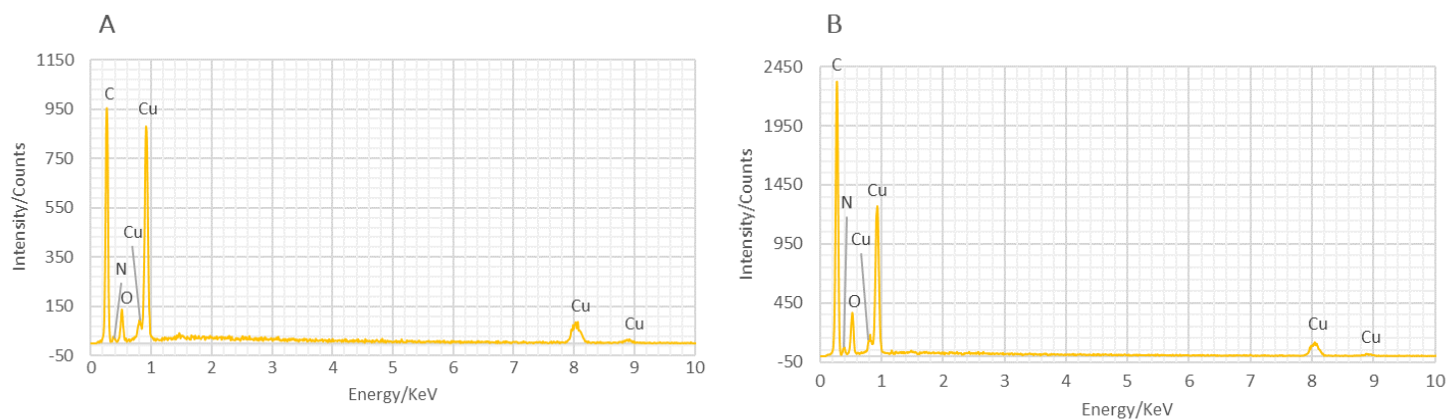 A
Intensity/Counts
1150
950
750
550
350
150
-50
C
Cu
Cu
N
O
Cu
Cu
0 1 2 3 4 5 6 7 8 9 10
Energy/KeV
B
Intensity/Counts
2450
1950
1450
950
450
-50
C
N
Cu
Cu
O
Cu
Cu
0 1 2 3 4 5 6 7 8 9 10
Energy/KeV